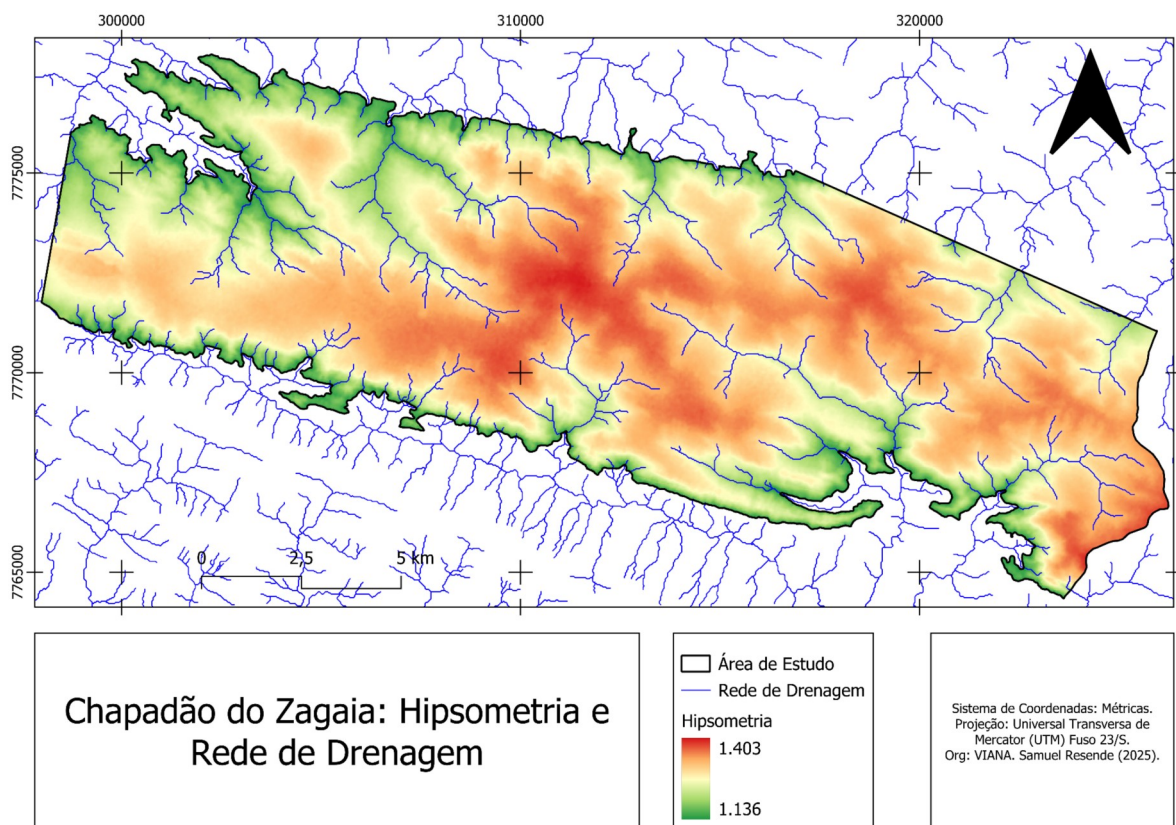 300000 310000 320000
7775000
7770000
7765000
0 2,5 5 km
Chapadão do Zagaia: Hipsometria e
Rede de Drenagem
Área de Estudo
Rede de Drenagem
Hipsometria
1.403
1.136
Sistema de Coordenadas: Métricas.
Projeção: Universal Transversa de
Mercator (UTM) Fuso 23/S.
Org: VIANA. Samuel Resende (2025).